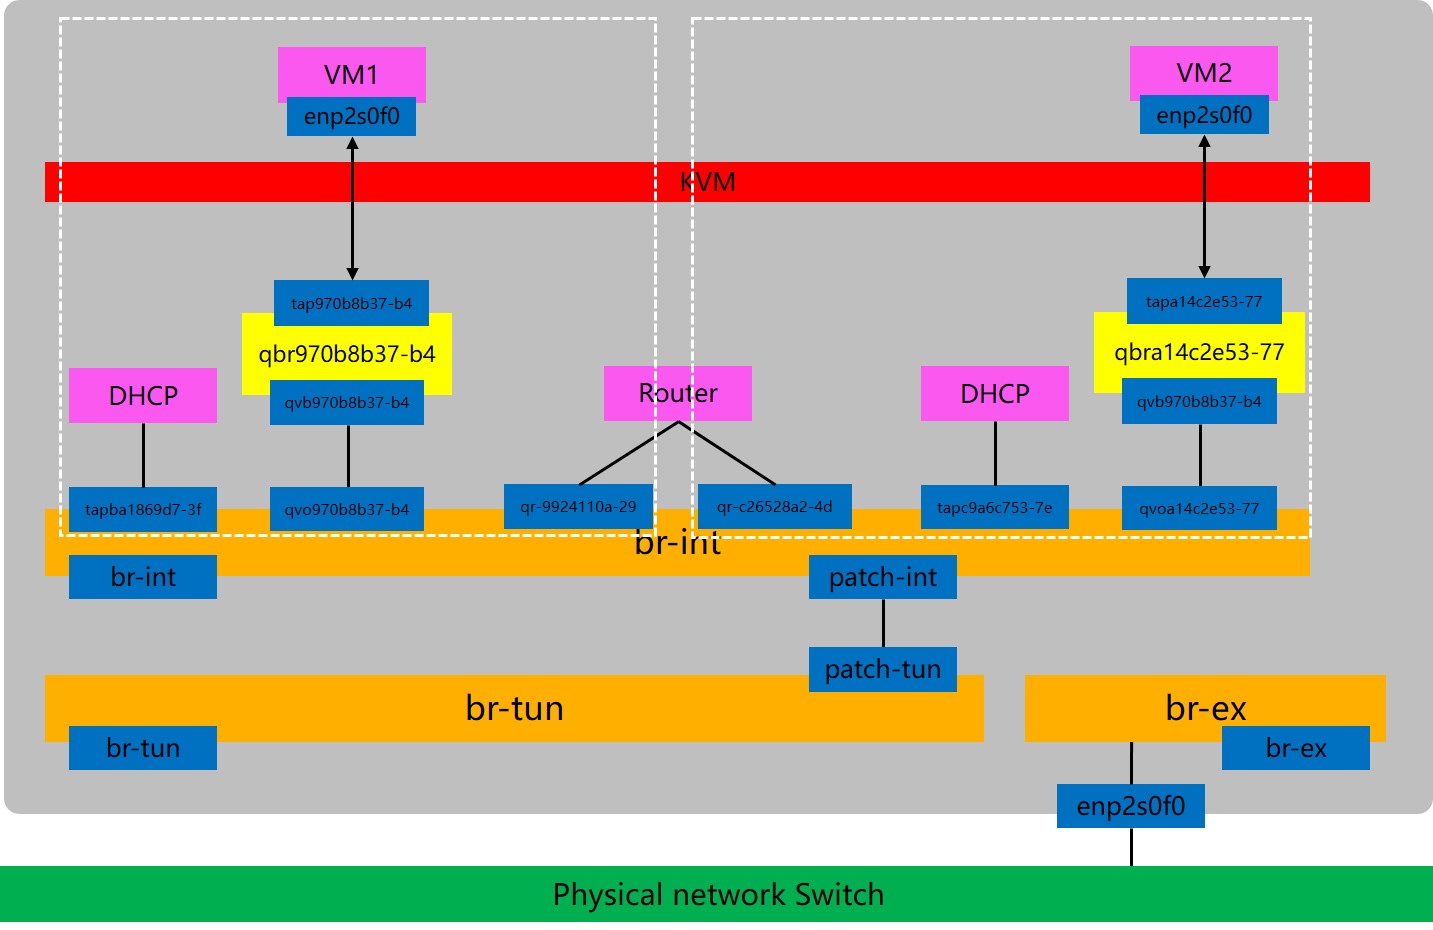 VM1
VM2
enp2s0f0
enp2s0f0
KVM
tap970b8b37-b4
tapa14c2e53-77
qbr970b8b37-b4
qbra14c2e53-77
DHCP
qvb970b8b37-b4
Router
DHCP
qvb970b8b37-b4
tapba1869d7-3f
qvo970b8b37-b4
qr-9924110a-29
qr-c26528a2-4d
tapc9a6c753-7e
qvoa14c2e53-77
br-int
br-int
patch-int
patch-tun
br-tun
br-ex
br-tun
br-ex
enp2s0f0
Physical network Switch